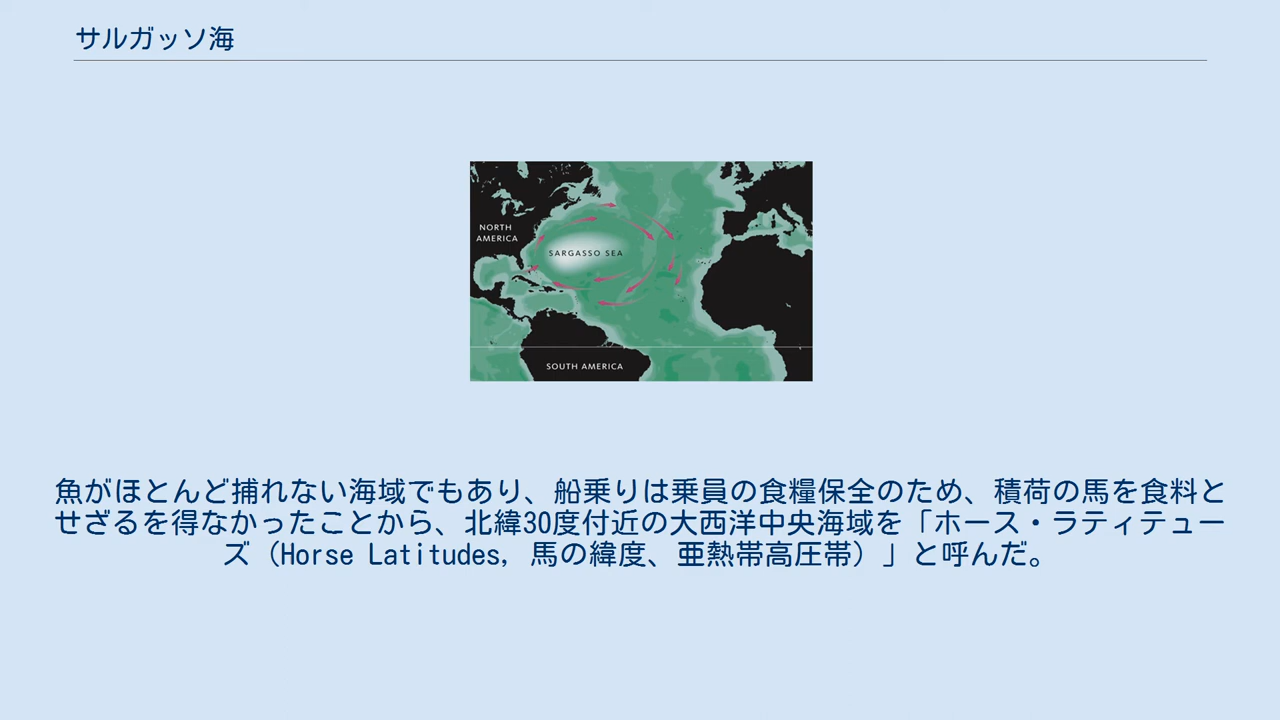 サルガッソ海
NORTH
AMERICA
SARGASSO SEA
SOUTH AMERICA
魚がほとんど捕れない海域でもあり、船乗りは乗員の食糧保全のため、積荷の馬を食料と
せざるを得なかったことから、北緯30度付近の大西洋中央海域を「ホース・ラティテュー
ズ（Horse Latitudes, 馬の緯度、亜熱帯高圧帯）」と呼んだ。